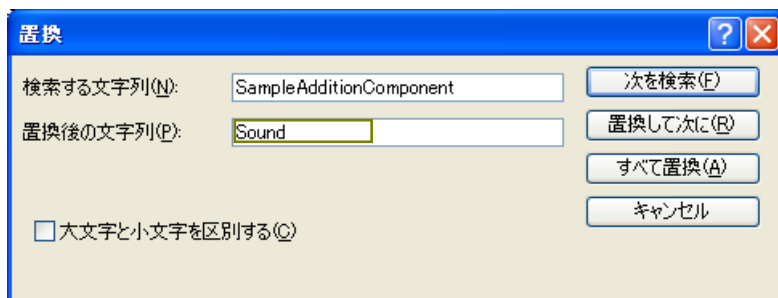 置換
検索する文字列(N):
SampleAdditionComponent
次を検索(F)
置換後の文字列(P):
Sound
置換して次に(R)
すべて置換(A)
キャンセル
大文字と小文字を区別する(C)